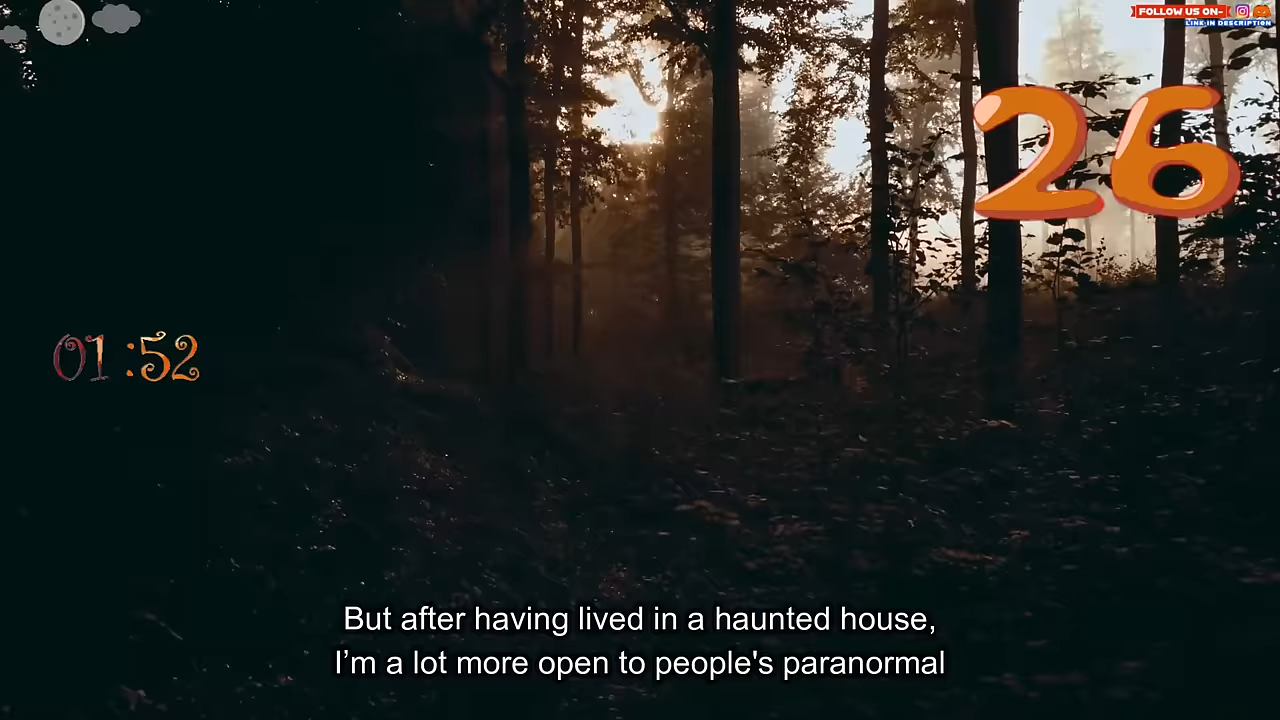 FOLLOW US ON-
LINK IN DESCRIPTION
26
01:52
But after having lived in a haunted house,
I’m a lot more open to people's paranormal